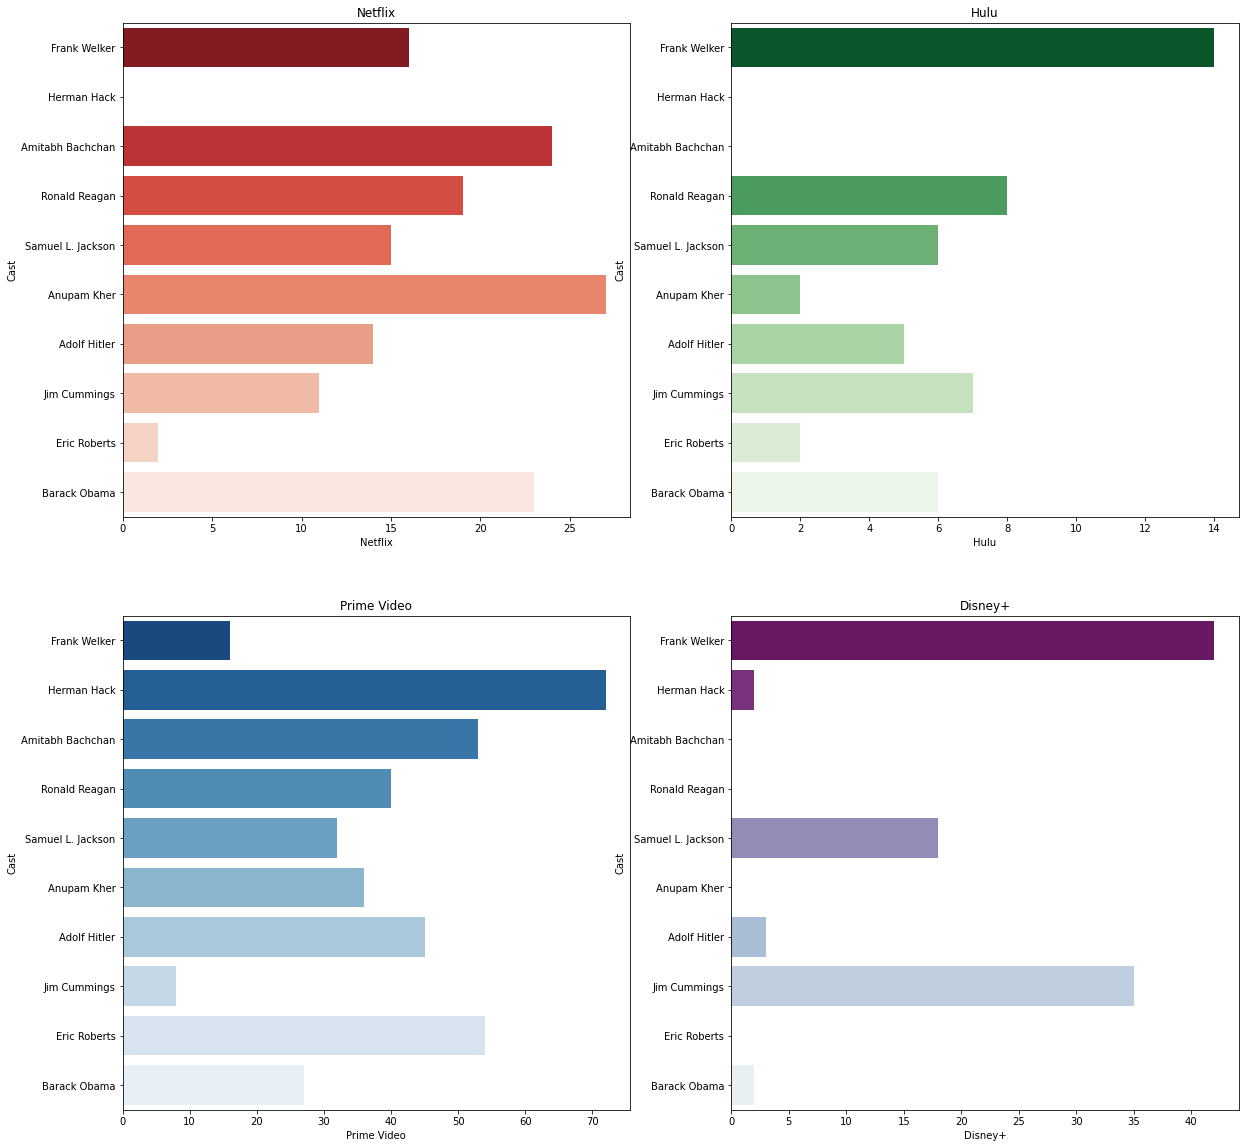 Netflix
Frank Welker
Herman Hack
Amitabh Bachchan
Ronald Reagan
Samuel L. Jackson
Anupam Kher
Adolf Hitler
Jim Cummings
Eric Roberts
Barack Obama
Cast
0 5 10 15 20 25
Netflix
Hulu
Frank Welker
Herman Hack
Amitabh Bachchan
Ronald Reagan
Samuel L. Jackson
Anupam Kher
Adolf Hitler
Jim Cummings
Eric Roberts
Barack Obama
Cast
0 2 4 6 8 10 12 14
Hulu
Prime Video
Frank Welker
Herman Hack
Amitabh Bachchan
Ronald Reagan
Samuel L. Jackson
Anupam Kher
Adolf Hitler
Jim Cummings
Eric Roberts
Barack Obama
Cast
0 10 20 30 40 50 60 70
Prime Video
Disney+
Frank Welker
Herman Hack
Amitabh Bachchan
Ronald Reagan
Samuel L. Jackson
Anupam Kher
Adolf Hitler
Jim Cummings
Eric Roberts
Barack Obama
Cast
0 5 10 15 20 25 30 35 40
Disney+